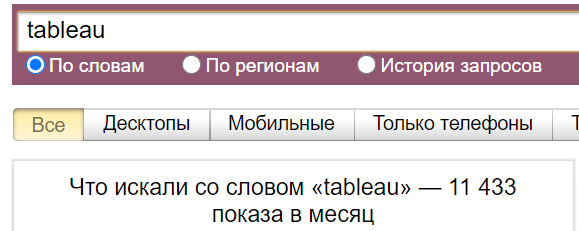 tableau
По словам По регионам История запросов
Все Десктопы Мобильные Только телефоны
Что искали со словом «tableau» — 11 433
показа в месяц